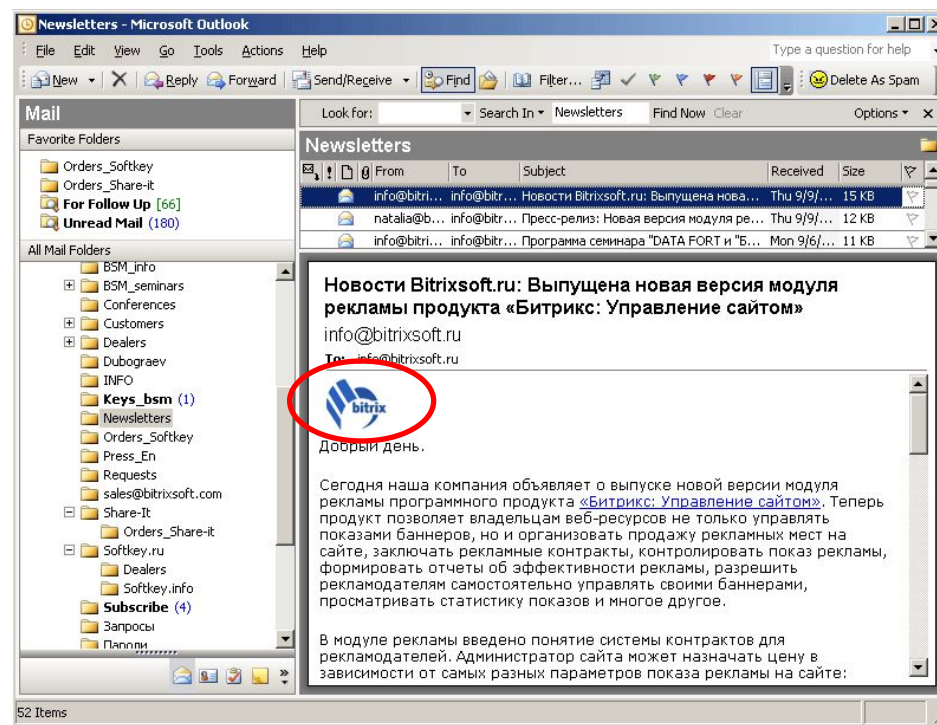 Newsletters - Microsoft Outlook
File Edit View Go Tools Actions Help Type a question for help
New Reply Forward Send/Receive Find Filter... Delete As Spam
Mail
Look for: Search In Newsletters Find Now Clear Options
Favorite Folders
Orders_Softkey
Orders_Share-it
For Follow Up [66]
Unread Mail (180)
All Mail Folders
BSM_info
BSM_seminars
Conferences
Customers
Dealers
Dubograev
INFO
Keys_bsm (1)
Newsletters
Orders_Softkey
Press_En
Requests
sales@bitrixsoft.com
Share-It
Orders_Share-it
Softkey.ru
Dealers
Softkey.info
Subscribe (4)
Запросы
Пароли
52 Items
Newsletters
From To Subject Received Size
info@bitri... info@bitr... Новости Bitrixsoft.ru: Выпущена нова... Thu 9/9/... 15 KB
natalia@b... info@bitr... Пресс-релиз: Новая версия модуля ре... Thu 9/9/... 12 KB
info@bitri... info@bitr... Программа семинара "DATA FORT и "Б... Mon 9/6/... 11 KB
Новости Bitrixsoft.ru: Выпущена новая версия модуля
рекламы продукта «Битрикс: Управление сайтом»
info@bitrixsoft.ru
To: info@bitrixsoft.ru
bitrix
Добрый день.
Сегодня наша компания объявляет о выпуске новой версии модуля
рекламы программного продукта «Битрикс: Управление сайтом». Теперь
продукт позволяет владельцам веб-ресурсов не только управлять
показами баннеров, но и организовать продажу рекламных мест на
сайте, заключать рекламные контракты, контролировать показ рекламы,
формировать отчеты об эффективности рекламы, разрешить
рекламодателям самостоятельно управлять своими баннерами,
просматривать статистику показов и многое другое.
В модуле рекламы введено понятие системы контрактов для
рекламодателей. Администратор сайта может назначать цену в
зависимости от самых разных параметров показа рекламы на сайте: